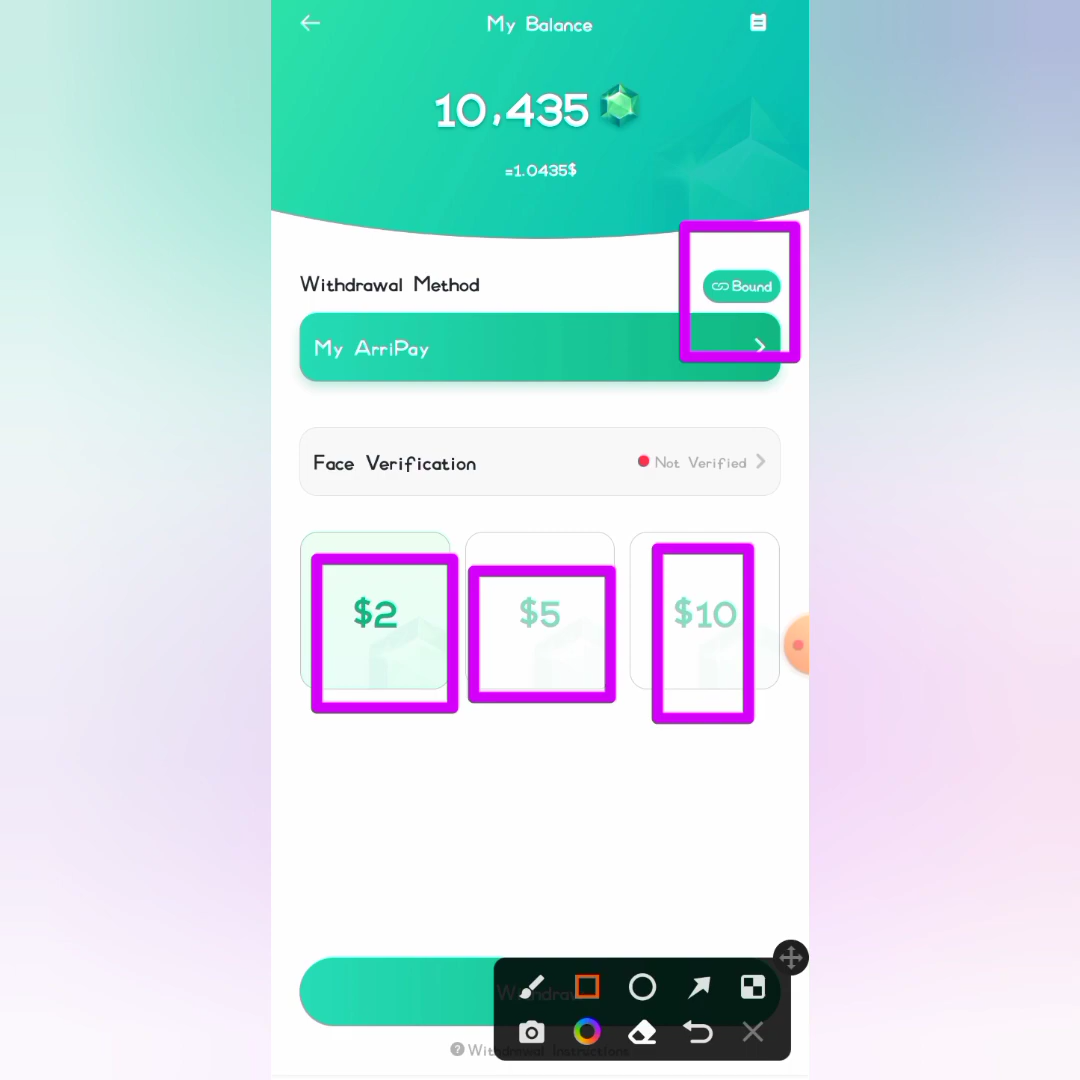 My Balance
10,435
=1.0435$
Withdrawal Method
Bound
My ArriPay
Face Verification
Not Verified
$2
$5
$10
Withdraw
Withdrawal Instructions